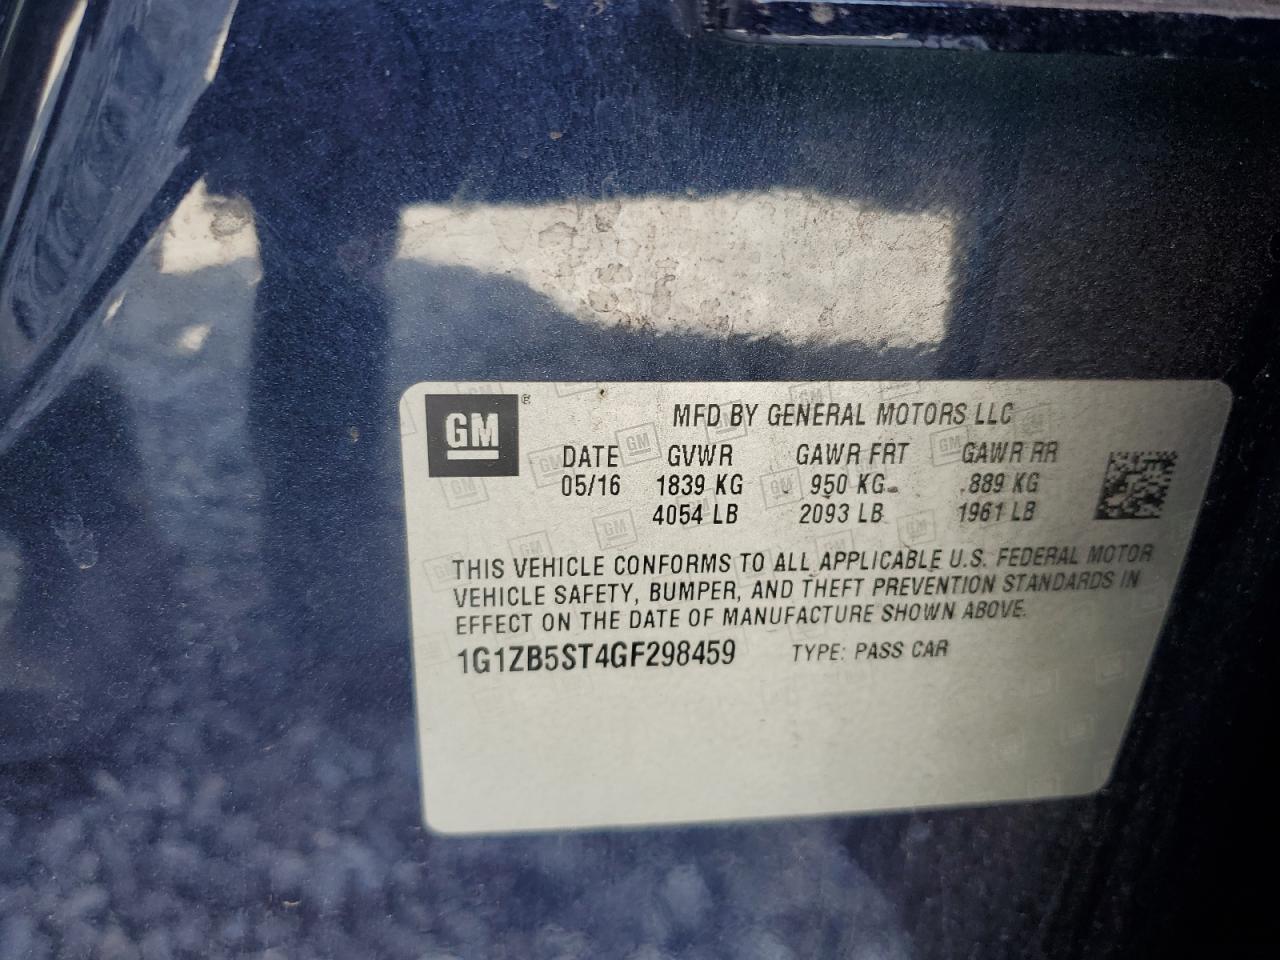 GM®
MFD BY GENERAL MOTORS LLC
DATE GVWR GAWR FRT GAWR RR
05/16 1839 KG 950 KG 889 KG
4054 LB 2093 LB 1961 LB
THIS VEHICLE CONFORMS TO ALL APPLICABLE U.S. FEDERAL MOTOR
VEHICLE SAFETY, BUMPER, AND THEFT PREVENTION STANDARDS IN
EFFECT ON THE DATE OF MANUFACTURE SHOWN ABOVE.
1G1ZB5ST4GF298459 TYPE: PASS CAR